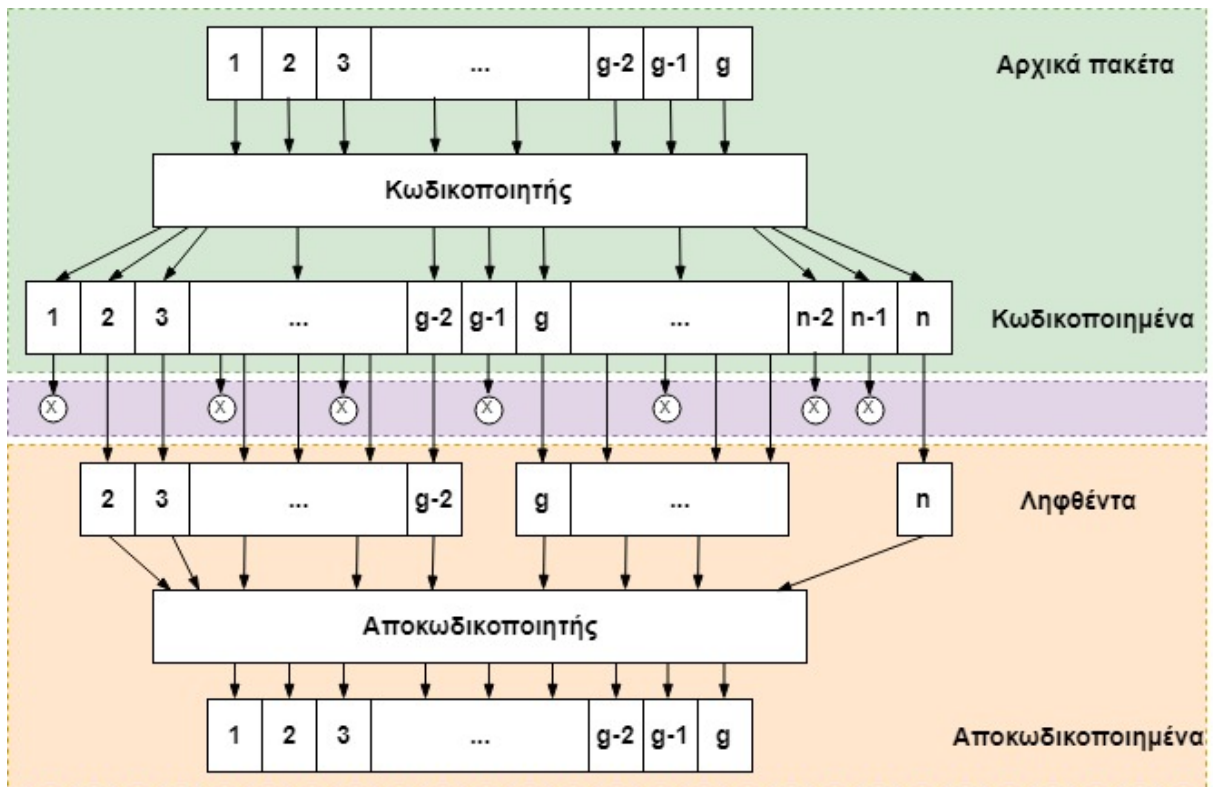 1 2 3 ... g-2 g-1 g Αρχικά πακέτα
Κωδικοποιητής
1 2 3 ... g-2 g-1 g ... n-2 n-1 n Κωδικοποιημένα
X X X X X X X
2 3 ... g-2 g ... n Ληφθέντα
Αποκωδικοποιητής
1 2 3 ... g-2 g-1 g Αποκωδικοποιημένα